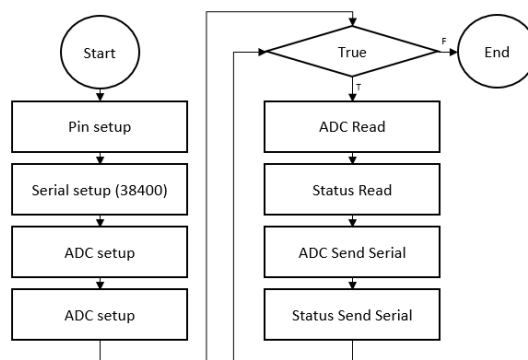 Start
Pin setup
Serial setup (38400)
ADC setup
ADC setup
True
F
End
T
ADC Read
Status Read
ADC Send Serial
Status Send Serial